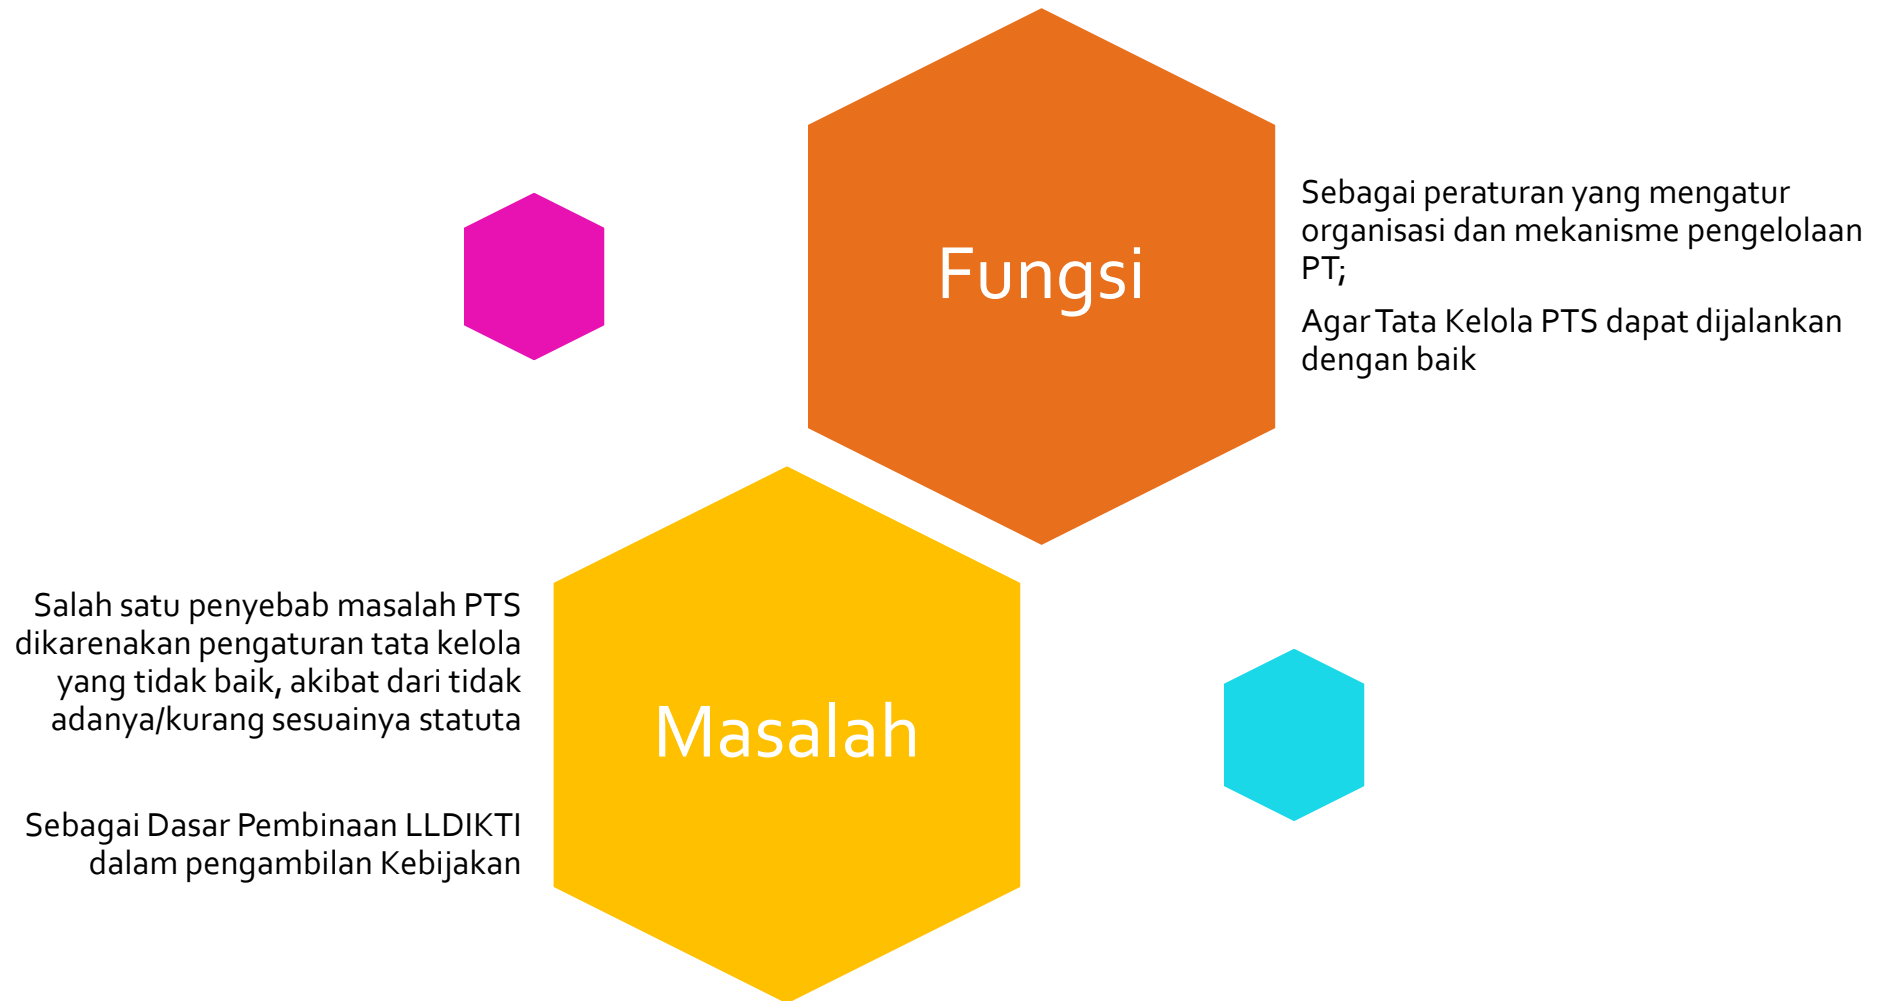 Fungsi
Sebagai peraturan yang mengatur
organisasi dan mekanisme pengelolaan
PT;
Agar Tata Kelola PTS dapat dijalankan
dengan baik
Masalah
Salah satu penyebab masalah PTS
dikarenakan pengaturan tata kelola
yang tidak baik, akibat dari tidak
adanya/kurang sesuainya statuta
Sebagai Dasar Pembinaan LLDIKTI
dalam pengambilan Kebijakan